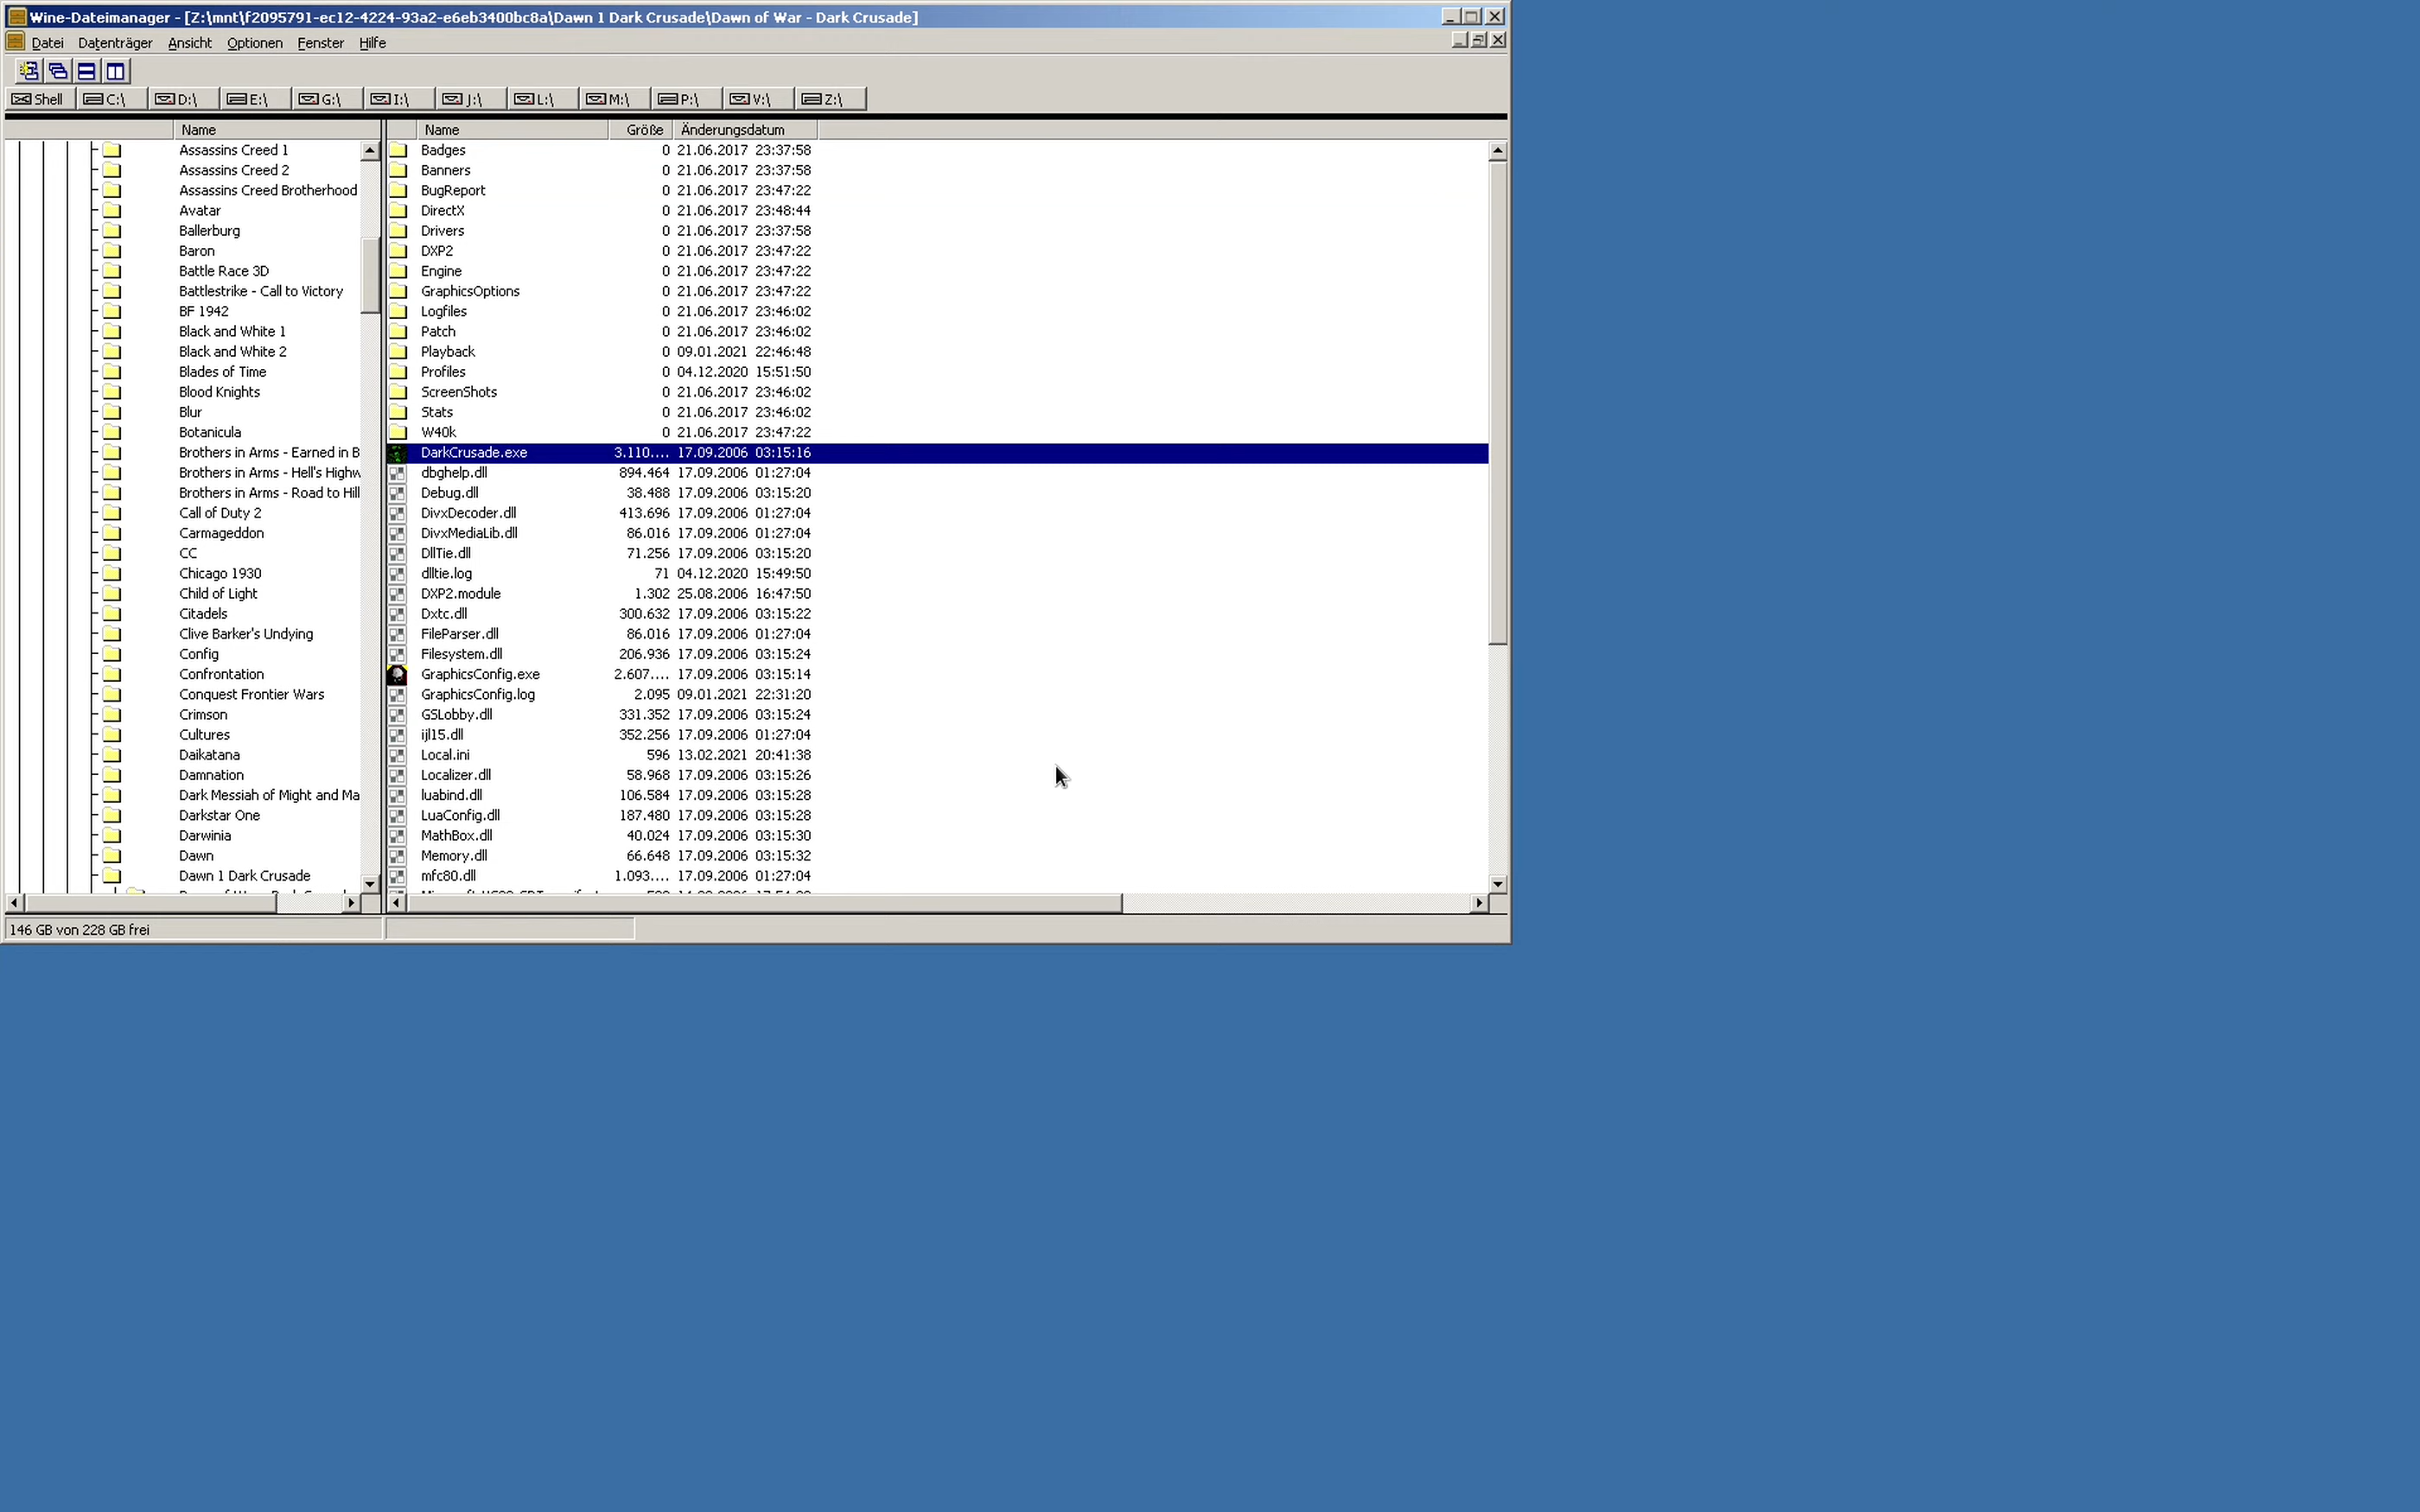 Wine-Dateimanager - [Z:\mnt\f2095791-ec12-4224-93a2-e6eb3400bc8a\Dawn 1 Dark Crusade\Dawn of War - Dark Crusade]
Datei Datenträger Ansicht Optionen Fenster Hilfe
Shell C:\ D:\ E:\ G:\ I:\ J:\ L:\ M:\ P:\ V:\ Z:\
Name
Assassins Creed 1
Assassins Creed 2
Assassins Creed Brotherhood
Avatar
Ballerburg
Baron
Battle Race 3D
Battlestrike - Call to Victory
BF 1942
Black and White 1
Black and White 2
Blades of Time
Blood Knights
Blur
Botanicula
Brothers in Arms - Earned in B
Brothers in Arms - Hell's Highw
Brothers in Arms - Road to Hill
Call of Duty 2
Carmageddon
CC
Chicago 1930
Child of Light
Citadels
Clive Barker's Undying
Config
Confrontation
Conquest Frontier Wars
Crimson
Cultures
Daikatana
Damnation
Dark Messiah of Might and Ma
Darkstar One
Darwinia
Dawn
Dawn 1 Dark Crusade
Name Größe Änderungsdatum
Badges 0 21.06.2017 23:37:58
Banners 0 21.06.2017 23:37:58
BugReport 0 21.06.2017 23:47:22
DirectX 0 21.06.2017 23:48:44
Drivers 0 21.06.2017 23:37:58
DXP2 0 21.06.2017 23:47:22
Engine 0 21.06.2017 23:47:22
GraphicsOptions 0 21.06.2017 23:47:22
Logfiles 0 21.06.2017 23:46:02
Patch 0 21.06.2017 23:46:02
Playback 0 09.01.2021 22:46:48
Profiles 0 04.12.2020 15:51:50
ScreenShots 0 21.06.2017 23:46:02
Stats 0 21.06.2017 23:46:02
W40k 0 21.06.2017 23:47:22
DarkCrusade.exe 3.110.... 17.09.2006 03:15:16
dbghelp.dll 894.464 17.09.2006 01:27:04
Debug.dll 38.488 17.09.2006 03:15:20
DivxDecoder.dll 413.696 17.09.2006 01:27:04
DivxMediaLib.dll 86.016 17.09.2006 01:27:04
DllTie.dll 71.256 17.09.2006 03:15:20
dlltie.log 71 04.12.2020 15:49:50
DXP2.module 1.302 25.08.2006 16:47:50
Dxtc.dll 300.632 17.09.2006 03:15:22
FileParser.dll 86.016 17.09.2006 01:27:04
Filesystem.dll 206.936 17.09.2006 03:15:24
GraphicsConfig.exe 2.607.... 17.09.2006 03:15:14
GraphicsConfig.log 2.095 09.01.2021 22:31:20
GSLobby.dll 331.352 17.09.2006 03:15:24
ijl15.dll 352.256 17.09.2006 01:27:04
Local.ini 596 13.02.2021 20:41:38
Localizer.dll 58.968 17.09.2006 03:15:26
luabind.dll 106.584 17.09.2006 03:15:28
LuaConfig.dll 187.480 17.09.2006 03:15:28
MathBox.dll 40.024 17.09.2006 03:15:30
Memory.dll 66.648 17.09.2006 03:15:32
mfc80.dll 1.093.... 17.09.2006 01:27:04
146 GB von 228 GB frei